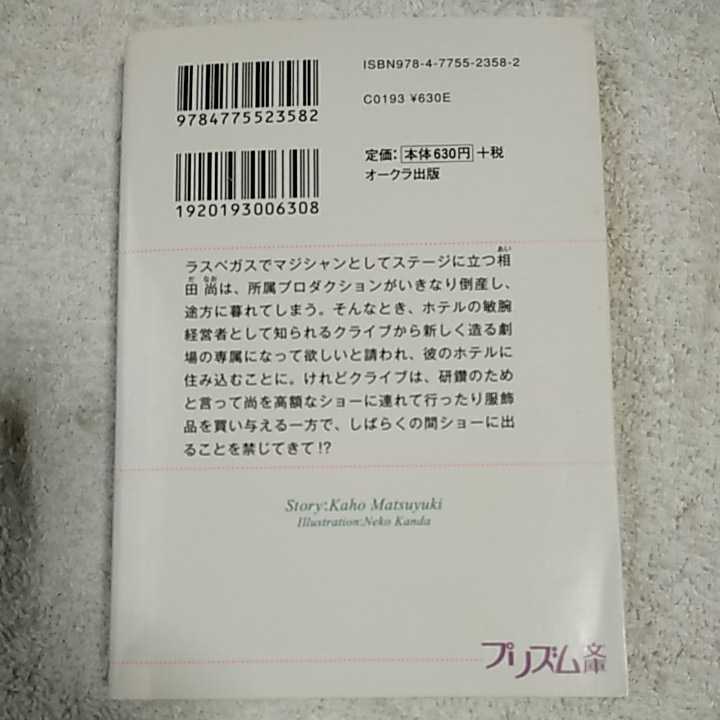 ISBN978-4-7755-2358-2
C0193 ¥630E
9784775523582
定価：本体630円+税
オークラ出版
1920193006308
ラスベガスでマジシャンとしてステージに立つ相
あい
田 尚は、所属プロダクションがいきなり倒産し、
だ なお
途方に暮れてしまう。そんなとき、ホテルの敏腕
経営者として知られるクライブから新しく造る劇
場の専属になって欲しいと請われ、彼のホテルに
住み込むことに。けれどクライブは、研鑽のため
と言って尚を高額なショーに連れて行ったり服飾
品を買い与える一方で、しばらくの間ショーに出
ることを禁じてきて!?
Story:Kaho Matsuyuki
Illustration:Neko Kanda
プリズム文庫